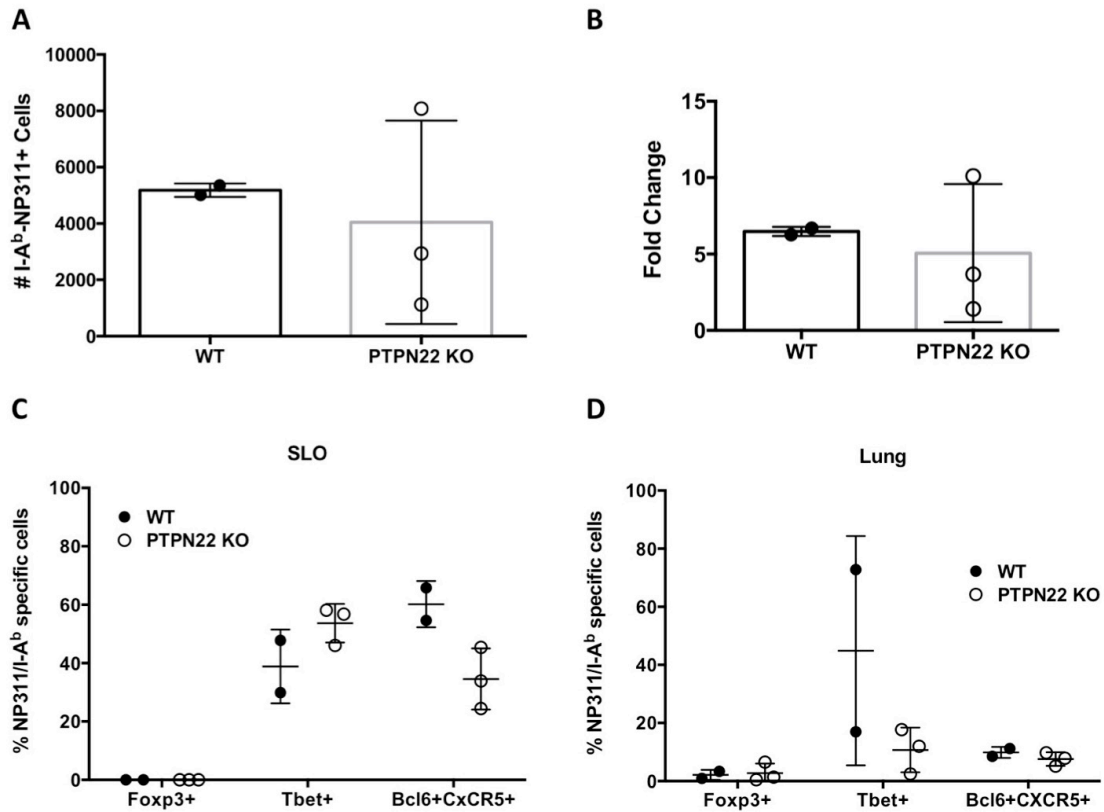 A
# I-Aᵇ-NP311+ Cells
10000
8000
6000
4000
2000
0
WT
PTPN22 KO
B
Fold Change
15
10
5
0
WT
PTPN22 KO
C
SLO
% NP311/I-Aᵇ specific cells
100
80
60
40
20
0
WT
PTPN22 KO
Foxp3+
Tbet+
Bcl6+CxCR5+
D
Lung
% NP311/I-Aᵇ specific cells
100
80
60
40
20
0
WT
PTPN22 KO
Foxp3+
Tbet+
Bcl6+CXCR5+